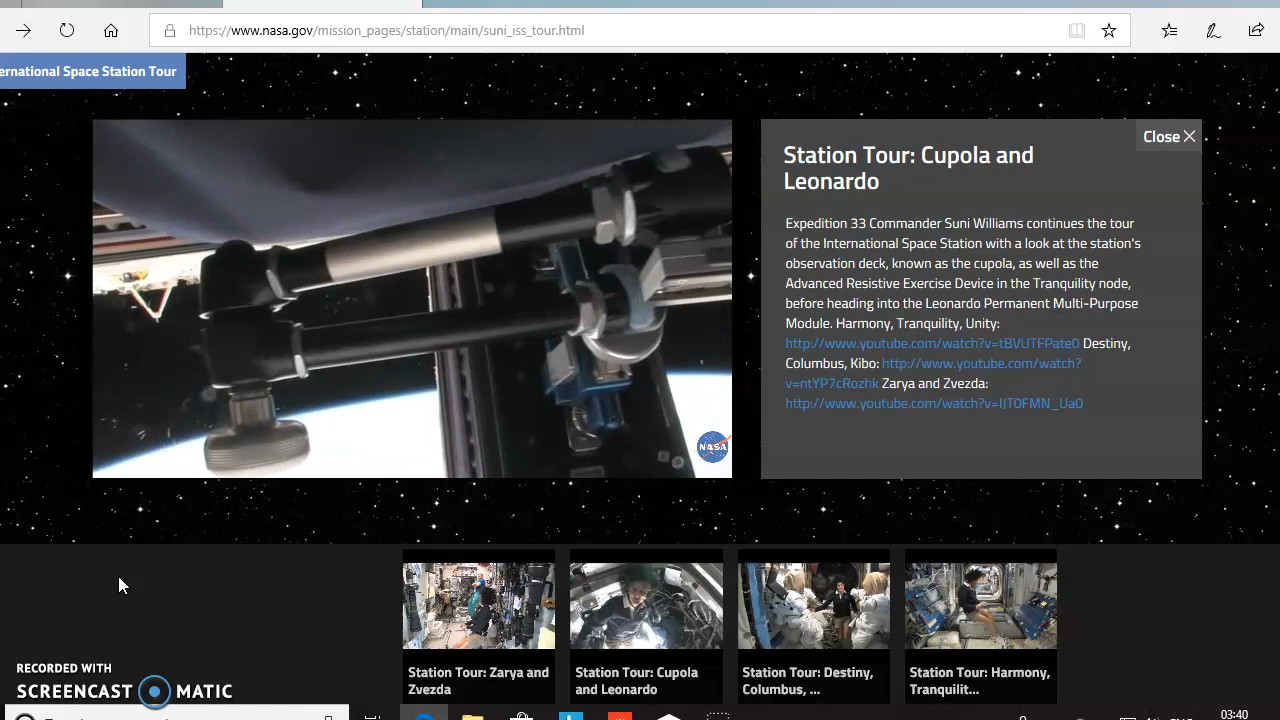 https://www.nasa.gov/mission_pages/station/main/suni_iss_tour.html
ernational Space Station Tour
Close
Station Tour: Cupola and
Leonardo
Expedition 33 Commander Suni Williams continues the tour
of the International Space Station with a look at the station's
observation deck, known as the cupola, as well as the
Advanced Resistive Exercise Device in the Tranquility node,
before heading into the Leonardo Permanent Multi-Purpose
Module. Harmony, Tranquility, Unity:
http://www.youtube.com/watch?v=tBVUTFPate0 Destiny,
Columbus, Kibo: http://www.youtube.com/watch?
v=ntYP7cRozhk Zarya and Zvezda:
http://www.youtube.com/watch?v=IJT0FMN_Ua0
NASA
Station Tour: Zarya and
Zvezda
Station Tour: Cupola
and Leonardo
Station Tour: Destiny,
Columbus, ...
Station Tour: Harmony,
Tranquilit...
RECORDED WITH
SCREENCAST MATIC
03:40